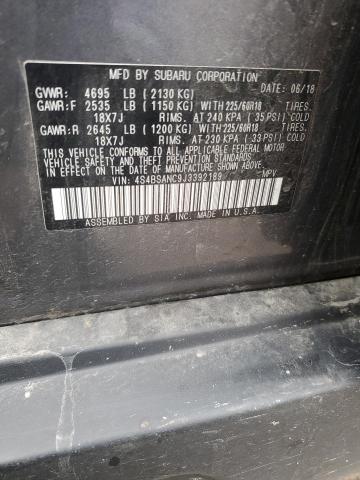 MFD BY SUBARU CORPORATION DATE: 06/18
GVWR: 4695 LB (2130 KG)
GAWR:F 2535 LB (1150 KG) WITH 225/60R18 TIRES.
18X7J RIMS. AT 240 KPA (35 PSI) COLD
GAWR:R 2645 LB (1200 KG) WITH 225/60R18 TIRES.
18X7J RIMS. AT 230 KPA (33 PSI) COLD
THIS VEHICLE CONFORMS TO ALL APPLICABLE FEDERAL MOTOR
VEHICLE SAFETY AND THEFT PREVENTION STANDARDS IN
EFFECT ON THE DATE OF MANUFACTURE SHOWN ABOVE.
VIN: 4S4BSANC9J3392189 MPV
ASSEMBLED BY SIA INC. MADE IN U.S.A.